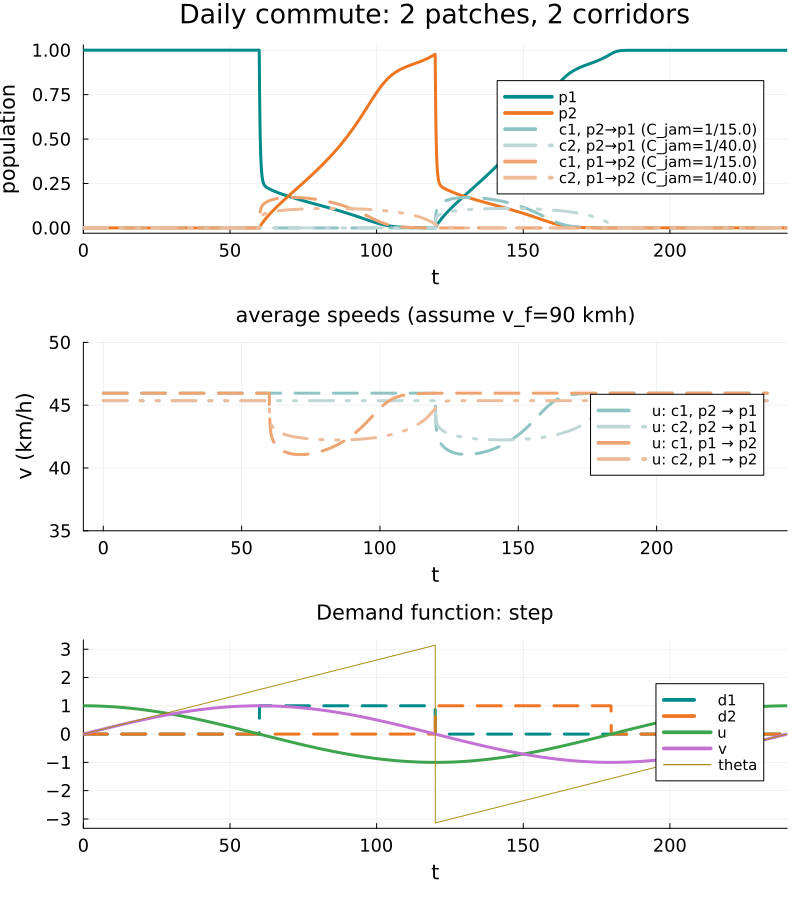 Daily commute: 2 patches, 2 corridors
population
1.00
0.75
0.50
0.25
0.00
p1
p2
c1, p2→p1 (C_jam=1/15.0)
c2, p2→p1 (C_jam=1/40.0)
c1, p1→p2 (C_jam=1/15.0)
c2, p1→p2 (C_jam=1/40.0)
0 50 100 150 200
t
average speeds (assume v_f=90 kmh)
v (km/h)
50
45
40
35
u: c1, p2 → p1
u: c2, p2 → p1
u: c1, p1 → p2
u: c2, p1 → p2
0 50 100 150 200
t
Demand function: step
3
2
1
0
−1
−2
−3
d1
d2
u
v
theta
0 50 100 150 200
t